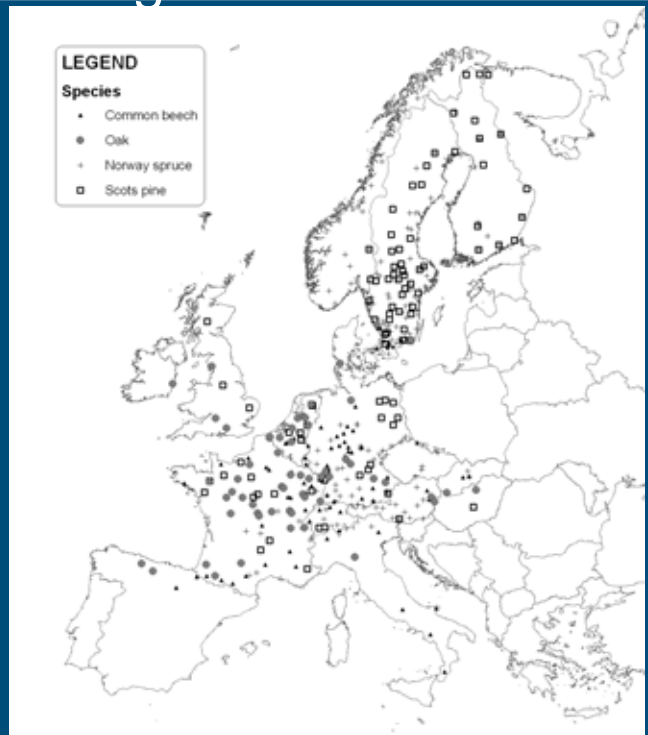 LEGEND
Species
Common beech
Oak
Norway spruce
Scots pine